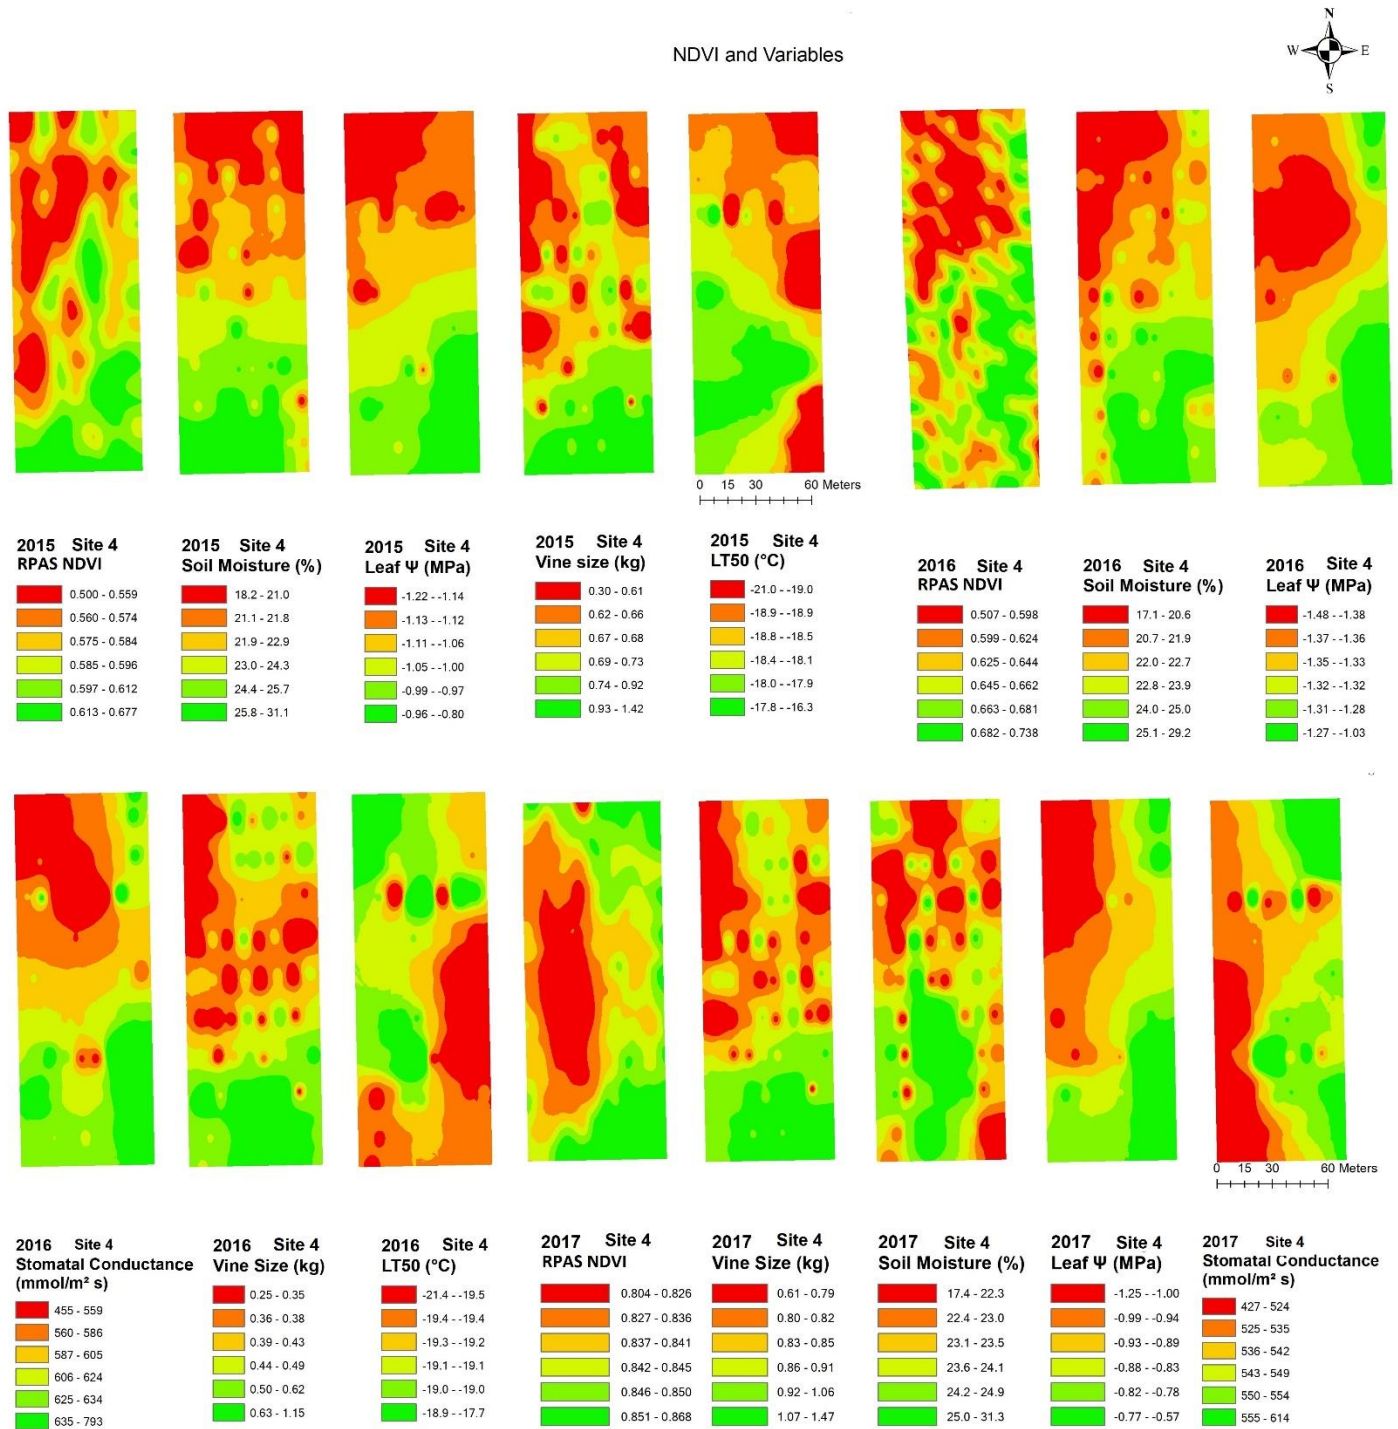 NDVI and Variables
N
W E
S
0 15 30 60 Meters
2015 Site 4
RPAS NDVI
0.500 - 0.559
0.560 - 0.574
0.575 - 0.584
0.585 - 0.596
0.597 - 0.612
0.613 - 0.677
2015 Site 4
Soil Moisture (%)
18.2 - 21.0
21.1 - 21.8
21.9 - 22.9
23.0 - 24.3
24.4 - 25.7
25.8 - 31.1
2015 Site 4
Leaf Ψ (MPa)
-1.22 - -1.14
-1.13 - -1.12
-1.11 - -1.06
-1.05 - -1.00
-0.99 - -0.97
-0.96 - -0.80
2015 Site 4
Vine size (kg)
0.30 - 0.61
0.62 - 0.66
0.67 - 0.68
0.69 - 0.73
0.74 - 0.92
0.93 - 1.42
2015 Site 4
LT50 (°C)
-21.0 - -19.0
-18.9 - -18.9
-18.8 - -18.5
-18.4 - -18.1
-18.0 - -17.9
-17.8 - -16.3
2016 Site 4
RPAS NDVI
0.507 - 0.598
0.599 - 0.624
0.625 - 0.644
0.645 - 0.662
0.663 - 0.681
0.682 - 0.738
2016 Site 4
Soil Moisture (%)
17.1 - 20.6
20.7 - 21.9
22.0 - 22.7
22.8 - 23.9
24.0 - 25.0
25.1 - 29.2
2016 Site 4
Leaf Ψ (MPa)
-1.48 - -1.38
-1.37 - -1.36
-1.35 - -1.33
-1.32 - -1.32
-1.31 - -1.28
-1.27 - -1.03
0 15 30 60 Meters
2016 Site 4
Stomatal Conductance
(mmol/m² s)
455 - 559
560 - 586
587 - 605
606 - 624
625 - 634
635 - 793
2016 Site 4
Vine Size (kg)
0.25 - 0.35
0.36 - 0.38
0.39 - 0.43
0.44 - 0.49
0.50 - 0.62
0.63 - 1.15
2016 Site 4
LT50 (°C)
-21.4 - -19.5
-19.4 - -19.4
-19.3 - -19.2
-19.1 - -19.1
-19.0 - -19.0
-18.9 - -17.7
2017 Site 4
RPAS NDVI
0.804 - 0.826
0.827 - 0.836
0.837 - 0.841
0.842 - 0.845
0.846 - 0.850
0.851 - 0.868
2017 Site 4
Vine Size (kg)
0.61 - 0.79
0.80 - 0.82
0.83 - 0.85
0.86 - 0.91
0.92 - 1.06
1.07 - 1.47
2017 Site 4
Soil Moisture (%)
17.4 - 22.3
22.4 - 23.0
23.1 - 23.5
23.6 - 24.1
24.2 - 24.9
25.0 - 31.3
2017 Site 4
Leaf Ψ (MPa)
-1.25 - -1.00
-0.99 - -0.94
-0.93 - -0.89
-0.88 - -0.83
-0.82 - -0.78
-0.77 - -0.57
2017 Site 4
Stomatal Conductance
(mmol/m² s)
427 - 524
525 - 535
536 - 542
543 - 549
550 - 554
555 - 614